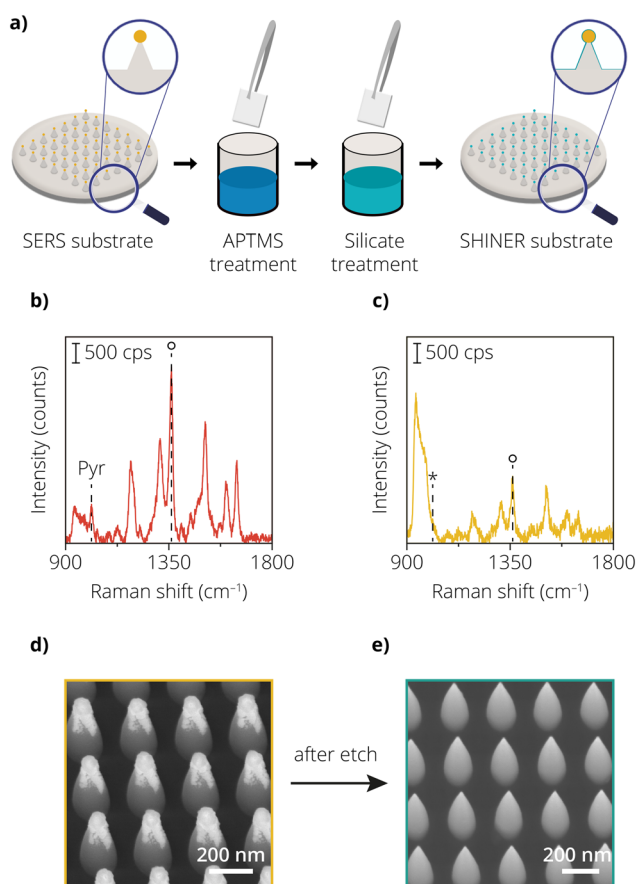 a)
SERS substrate
APTMS
treatment
Silicate
treatment
SHINER substrate
b)
500 cps
Pyr
Intensity (counts)
900
1350
1800
Raman shift (cm⁻¹)
c)
500 cps
*
Intensity (counts)
900
1350
1800
Raman shift (cm⁻¹)
d)
200 nm
after etch
e)
200 nm